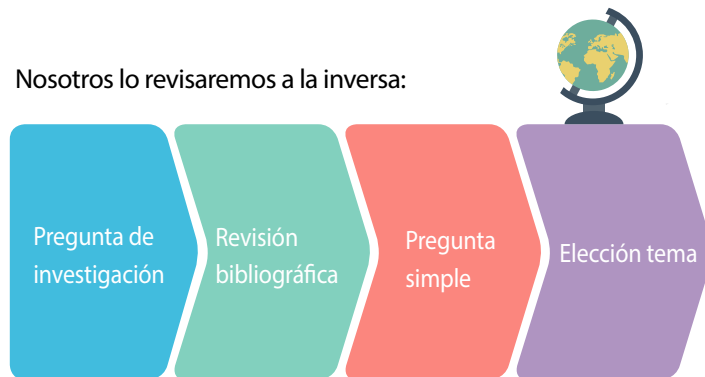 Nosotros lo revisaremos a la inversa:
Pregunta de
investigación
Revisión
bibliográfica
Pregunta
simple
Elección tema